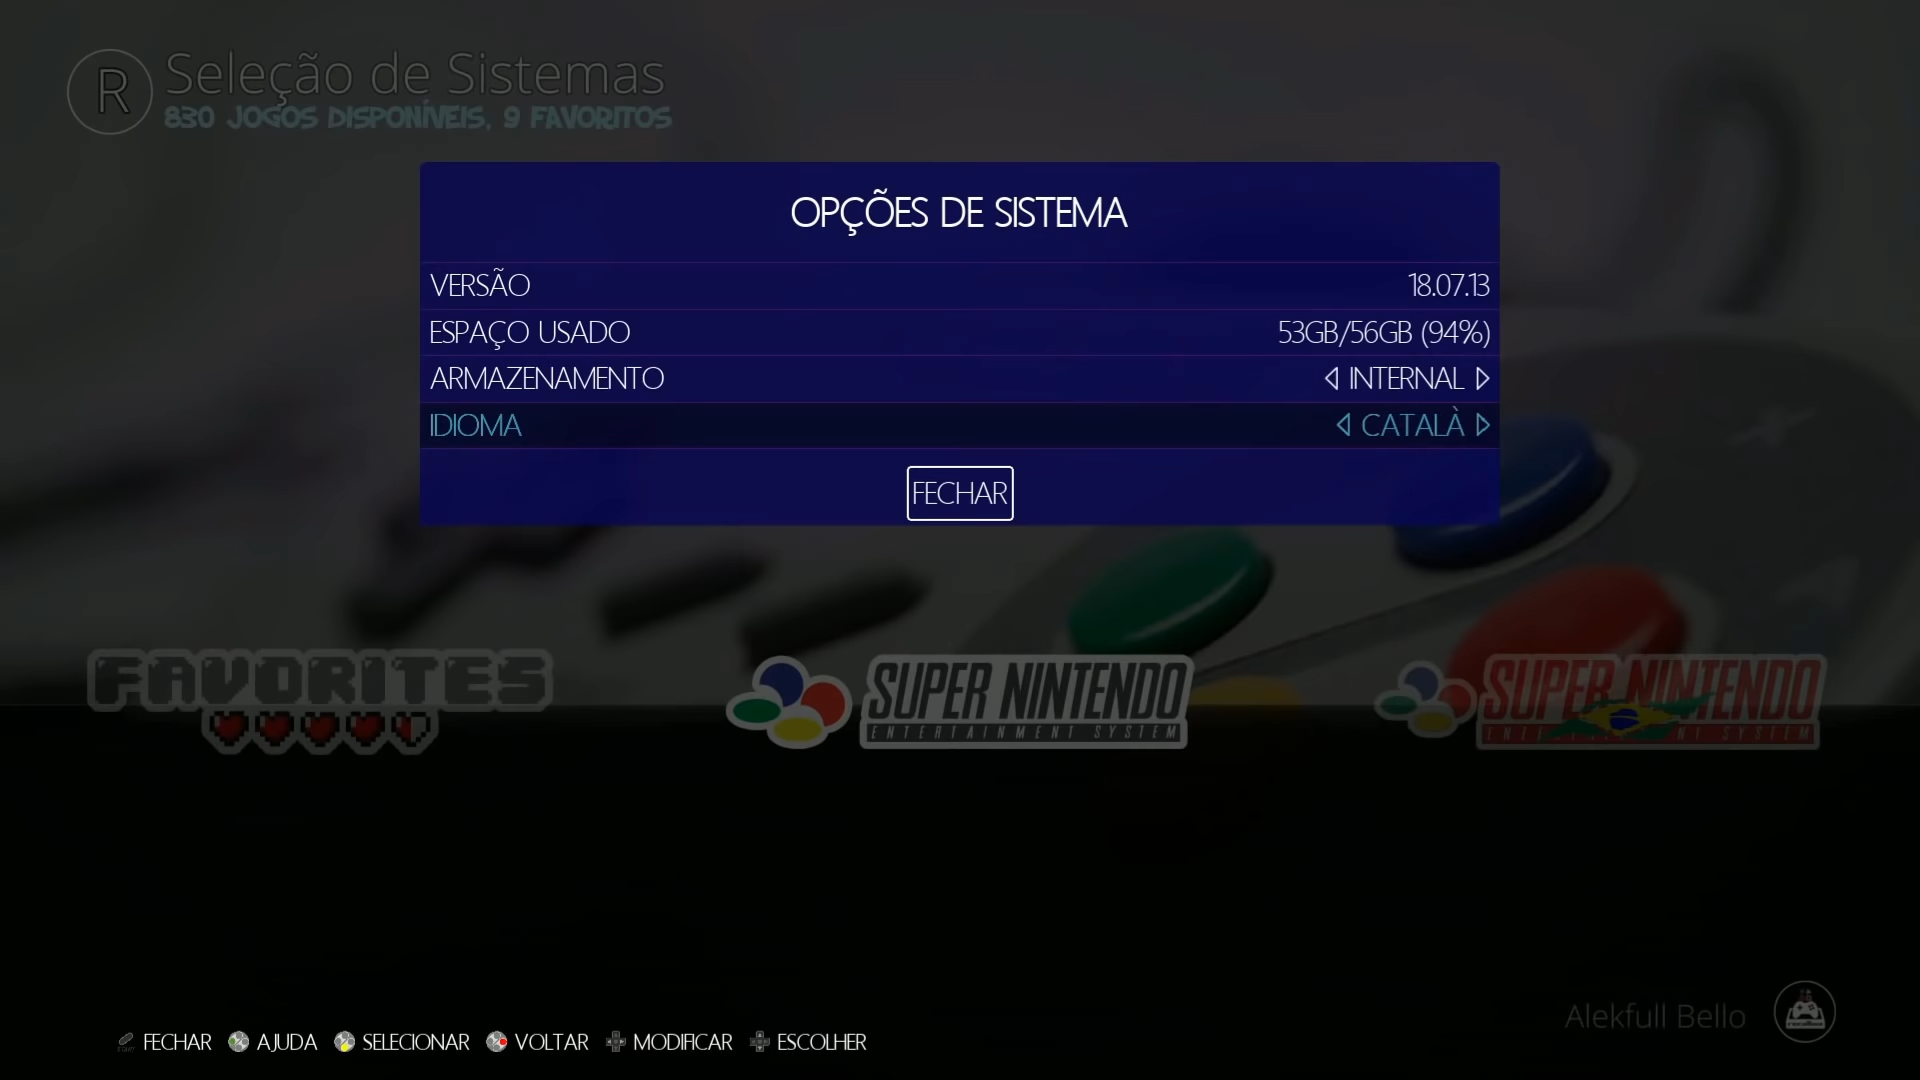 R
Seleção de Sistemas
830 JOGOS DISPONÍVEIS, 9 FAVORITOS
OPÇÕES DE SISTEMA
VERSÃO 18.07.13
ESPAÇO USADO 53GB/56GB (94%)
ARMAZENAMENTO INTERNAL
IDIOMA CATALÀ
FECHAR
FAVORITES
SUPER NINTENDO
ENTERTAINMENT SYSTEM
SUPER NINTENDO
SYSTEM
Alekfull Bello
FECHAR AJUDA SELECIONAR VOLTAR MODIFICAR ESCOLHER